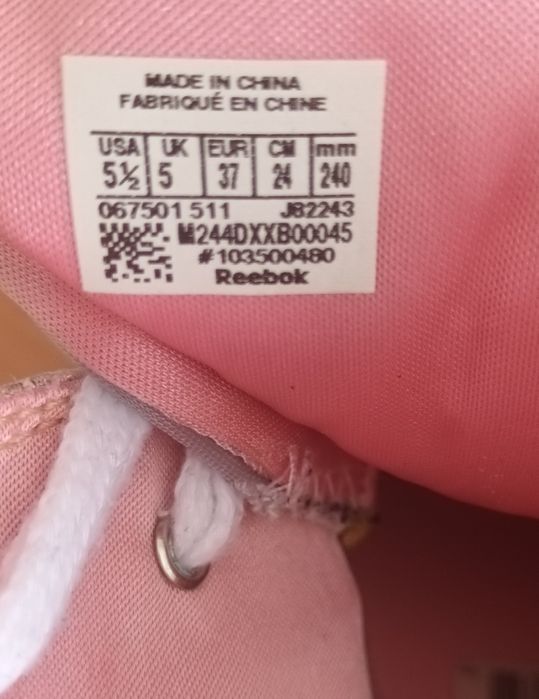 MADE IN CHINA
FABRIQUÉ EN CHINE
USA UK EUR CM mm
5½ 5 37 24 240
067501 511 J82243
M244DXXB00045
#103500480
Reebok